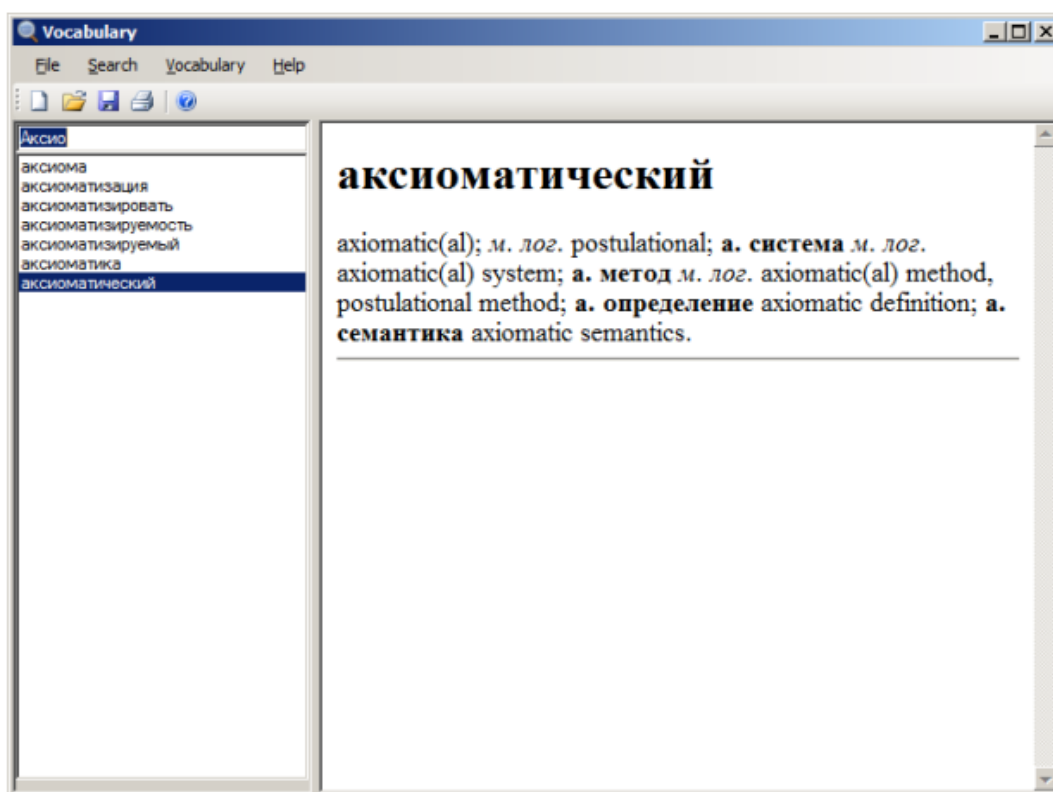 Vocabulary
File Search Vocabulary Help
Аксио
аксиома
аксиоматизация
аксиоматизировать
аксиоматизируемость
аксиоматизируемый
аксиоматика
аксиоматический
аксиоматический
axiomatic(al); м. лог. postulational; а. система м. лог.
axiomatic(al) system; а. метод м. лог. axiomatic(al) method,
postulational method; а. определение axiomatic definition; а.
семантика axiomatic semantics.